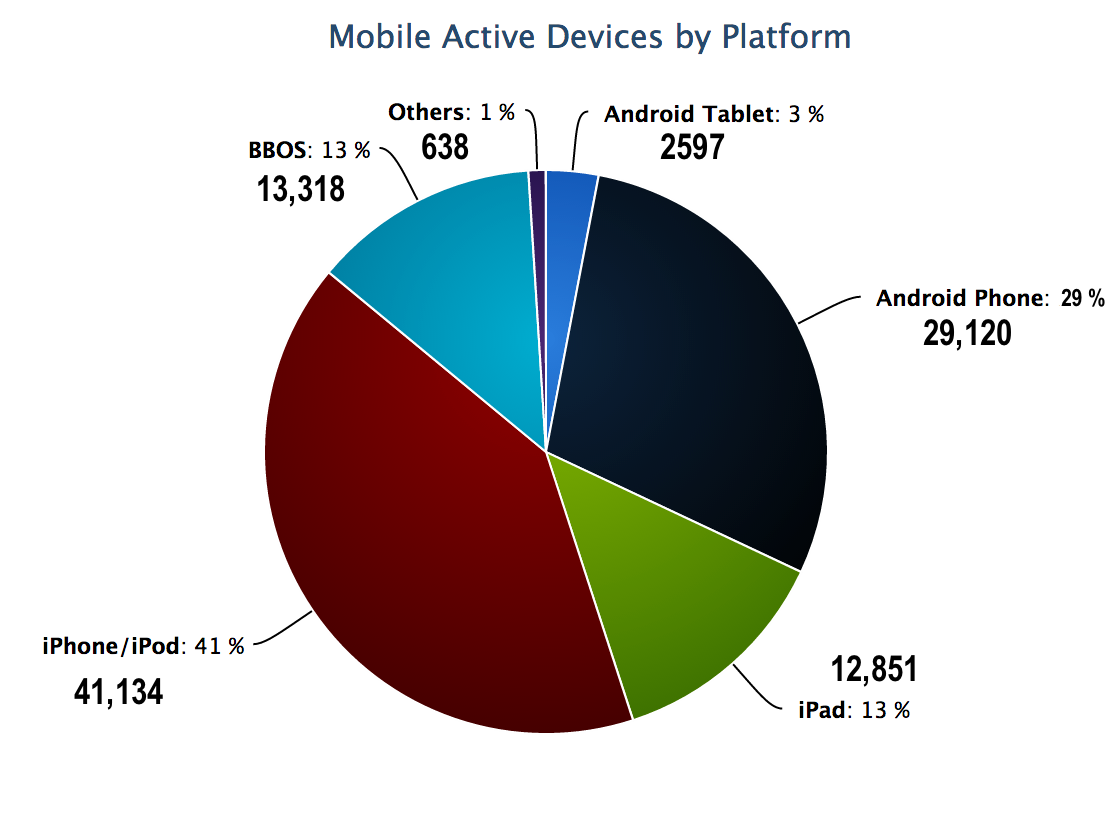 Mobile Active Devices by Platform
Others: 1 %
638
Android Tablet: 3 %
2597
BBOS: 13 %
13,318
Android Phone: 29 %
29,120
iPhone/iPod: 41 %
41,134
12,851
iPad: 13 %